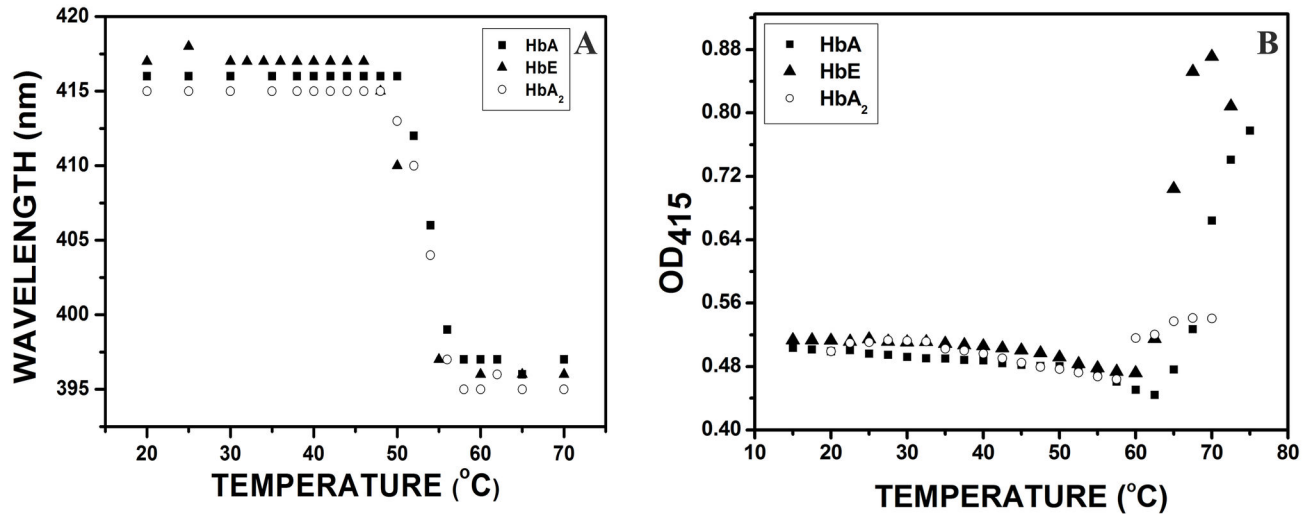 A
WAVELENGTH (nm)
420
415
410
405
400
395
HbA
HbE
HbA₂
20 30 40 50 60 70
TEMPERATURE (°C)
B
OD415
0.88
0.80
0.72
0.64
0.56
0.48
0.40
HbA
HbE
HbA₂
10 20 30 40 50 60 70 80
TEMPERATURE (°C)